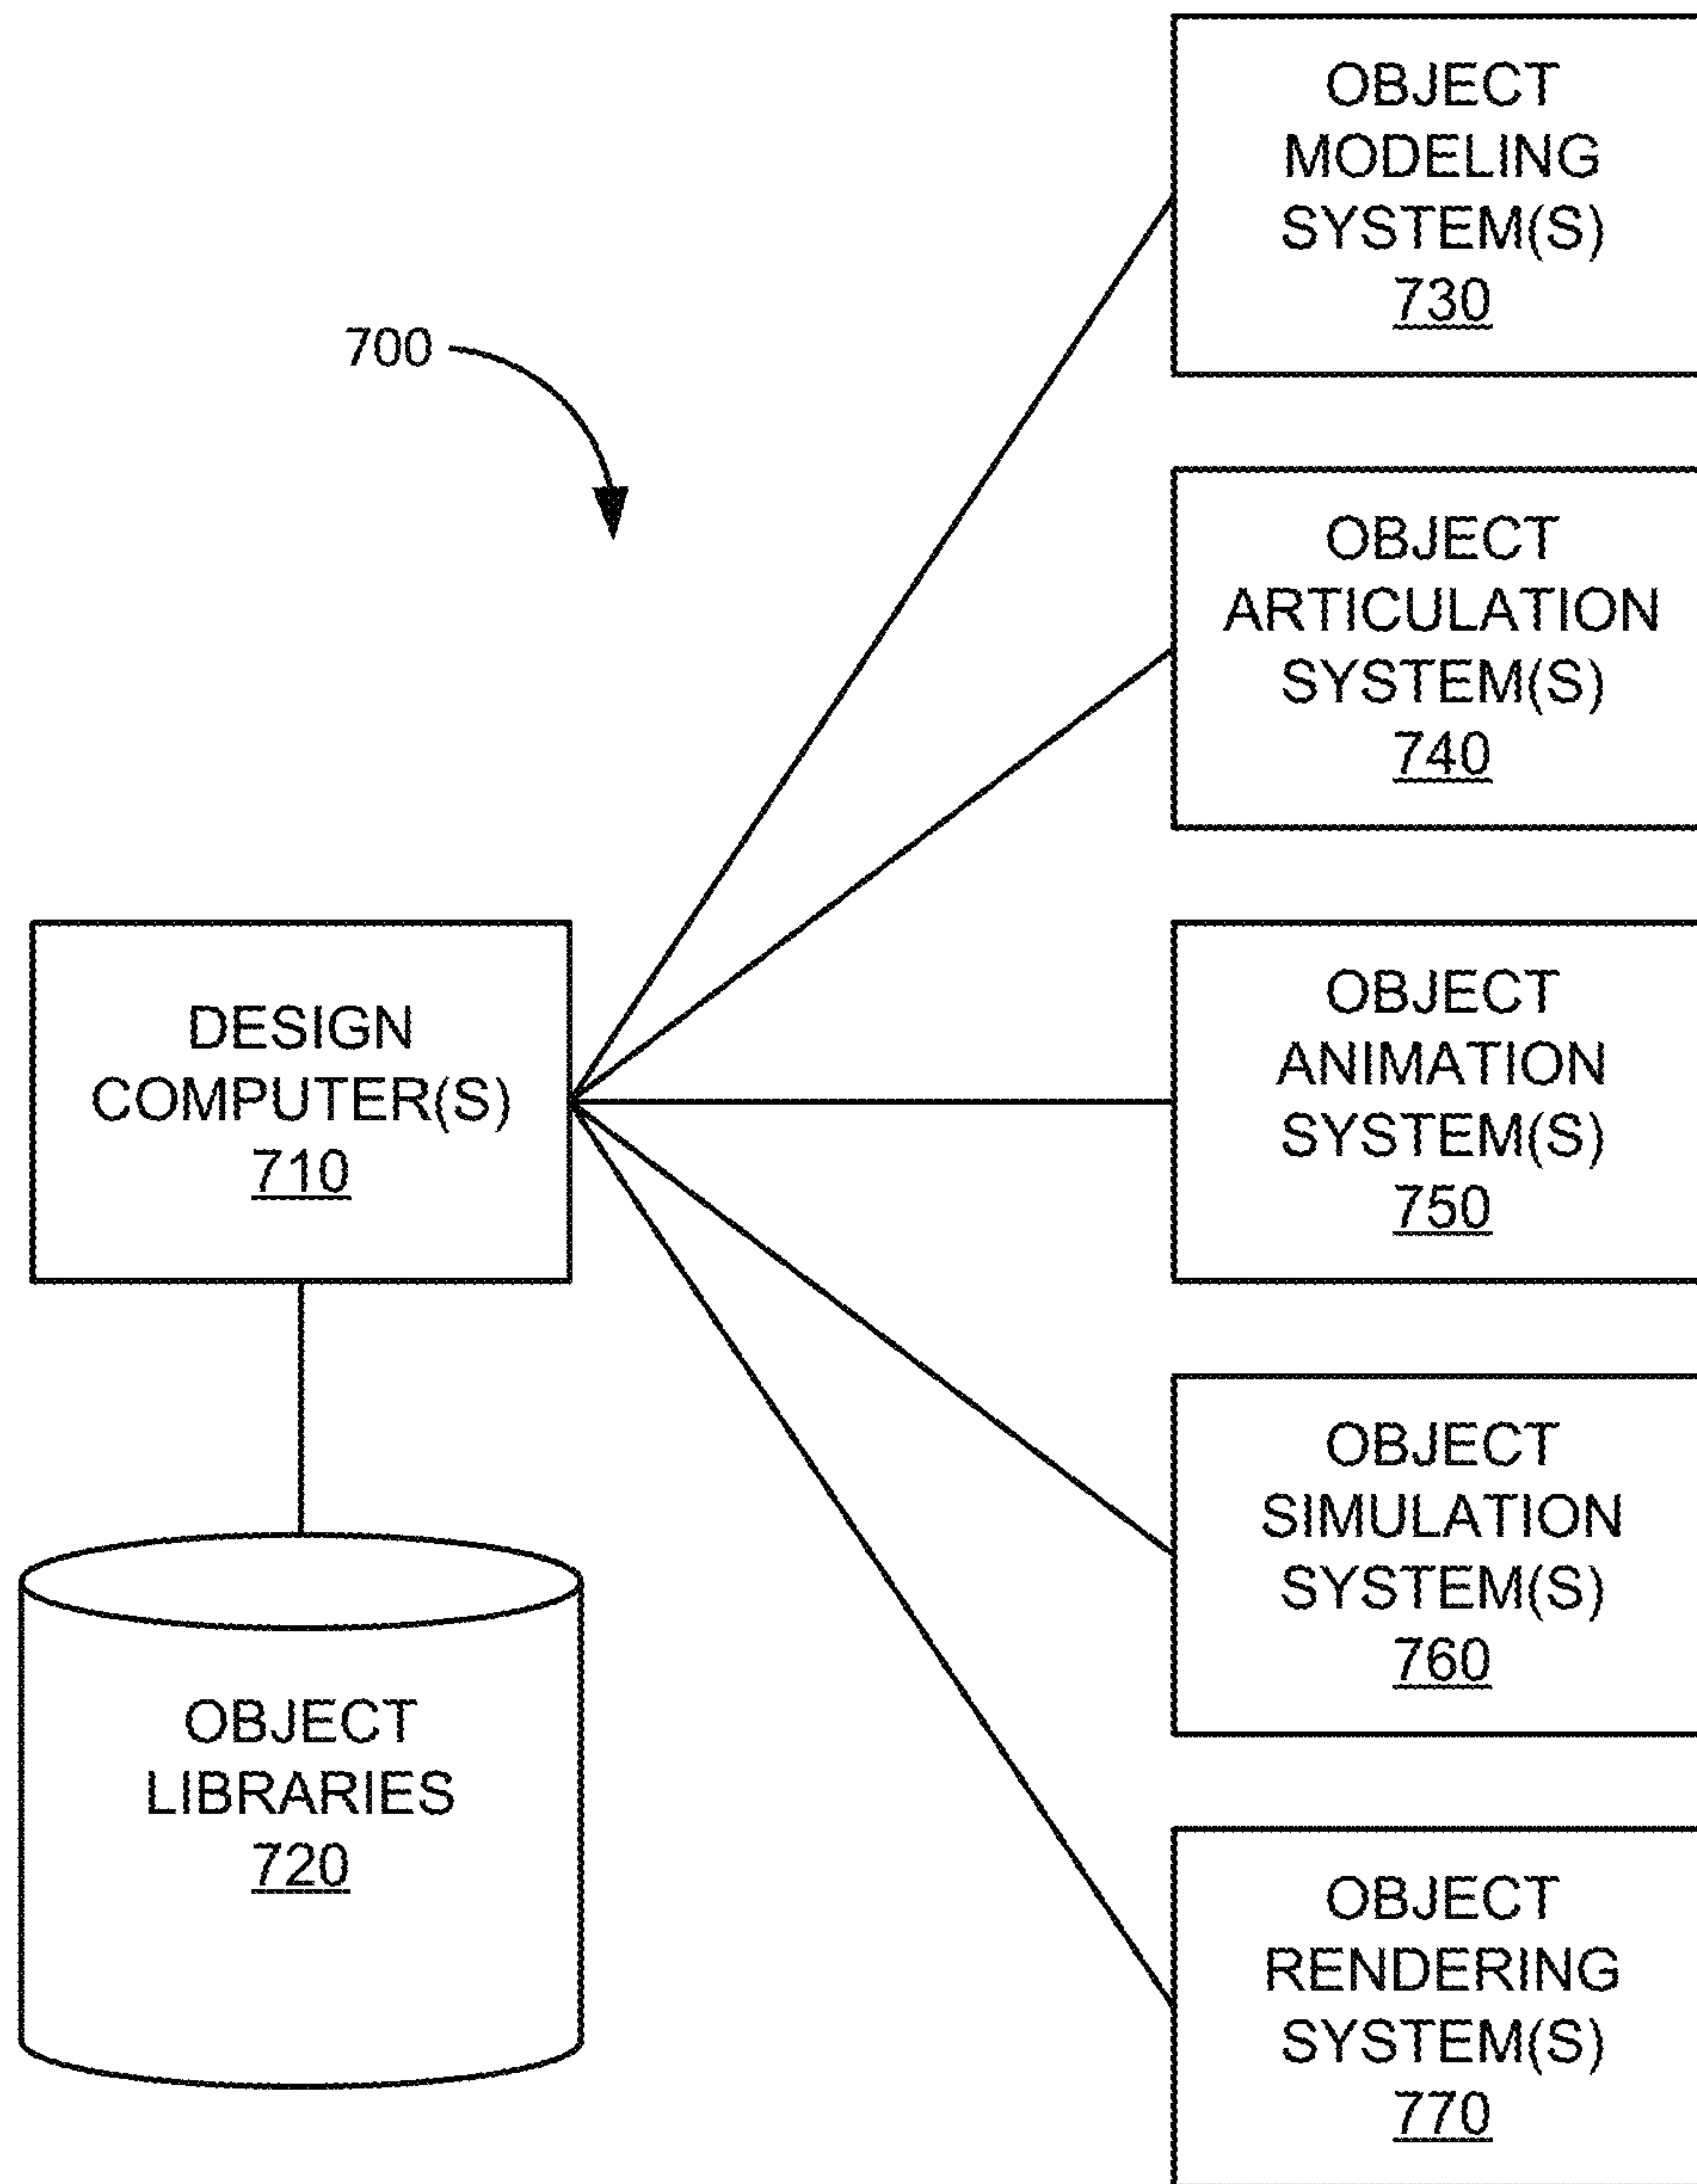 700
OBJECT
MODELING
SYSTEM(S)
730
OBJECT
ARTICULATION
SYSTEM(S)
740
DESIGN
COMPUTER(S)
710
OBJECT
ANIMATION
SYSTEM(S)
750
OBJECT
SIMULATION
SYSTEM(S)
760
OBJECT
LIBRARIES
720
OBJECT
RENDERING
SYSTEM(S)
770